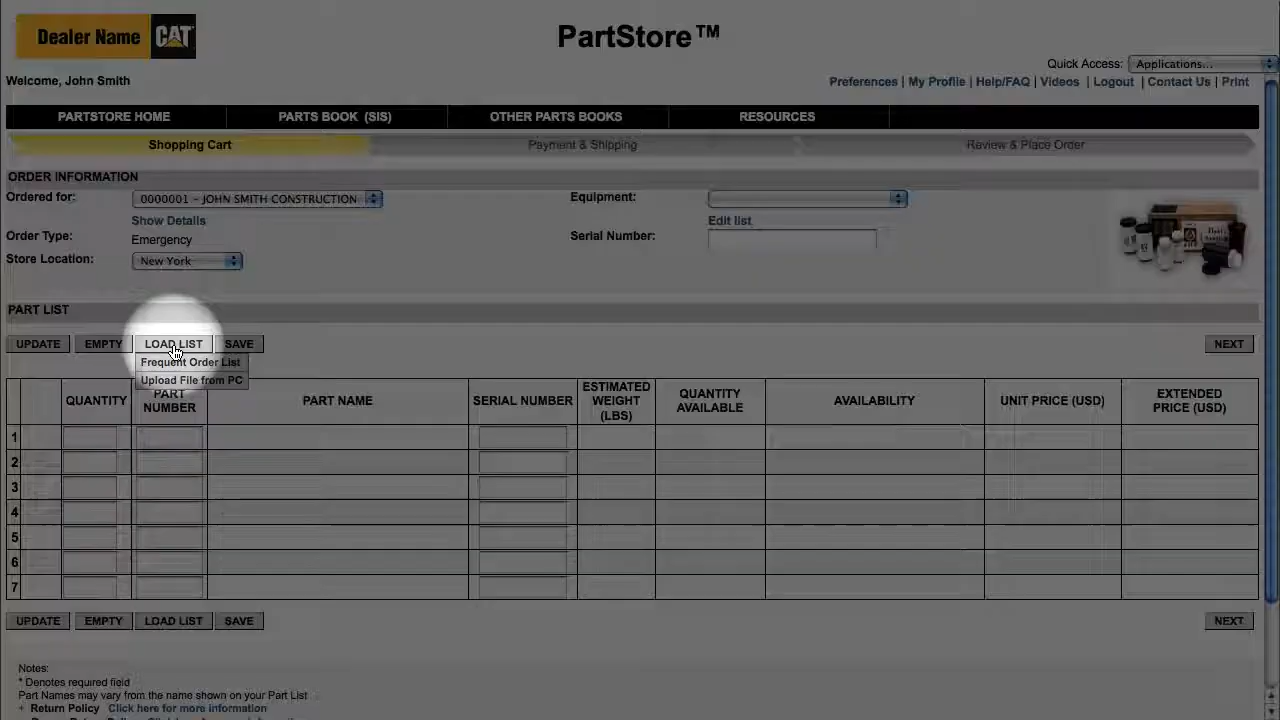 Dealer Name CAT
PartStore™
Quick Access: Applications...
Welcome, John Smith
Preferences | My Profile | Help/FAQ | Videos | Logout | Contact Us | Print
PARTSTORE HOME PARTS BOOK (SIS) OTHER PARTS BOOKS RESOURCES
Shopping Cart Payment & Shipping Review & Place Order
ORDER INFORMATION
Ordered for: 0000001 - JOHN SMITH CONSTRUCTION Equipment:
Show Details Edit list
Order Type: Emergency Serial Number:
Store Location: New York
PART LIST
UPDATE EMPTY LOAD LIST SAVE NEXT
Frequent Order List
Upload File from PC
QUANTITY PART NUMBER PART NAME SERIAL NUMBER ESTIMATED WEIGHT (LBS) QUANTITY AVAILABLE AVAILABILITY UNIT PRICE (USD) EXTENDED PRICE (USD)
1
2
3
4
5
6
7
UPDATE EMPTY LOAD LIST SAVE NEXT
Notes:
* Denotes required field
Part Names may vary from the name shown on your Part List
+ Return Policy Click here for more information